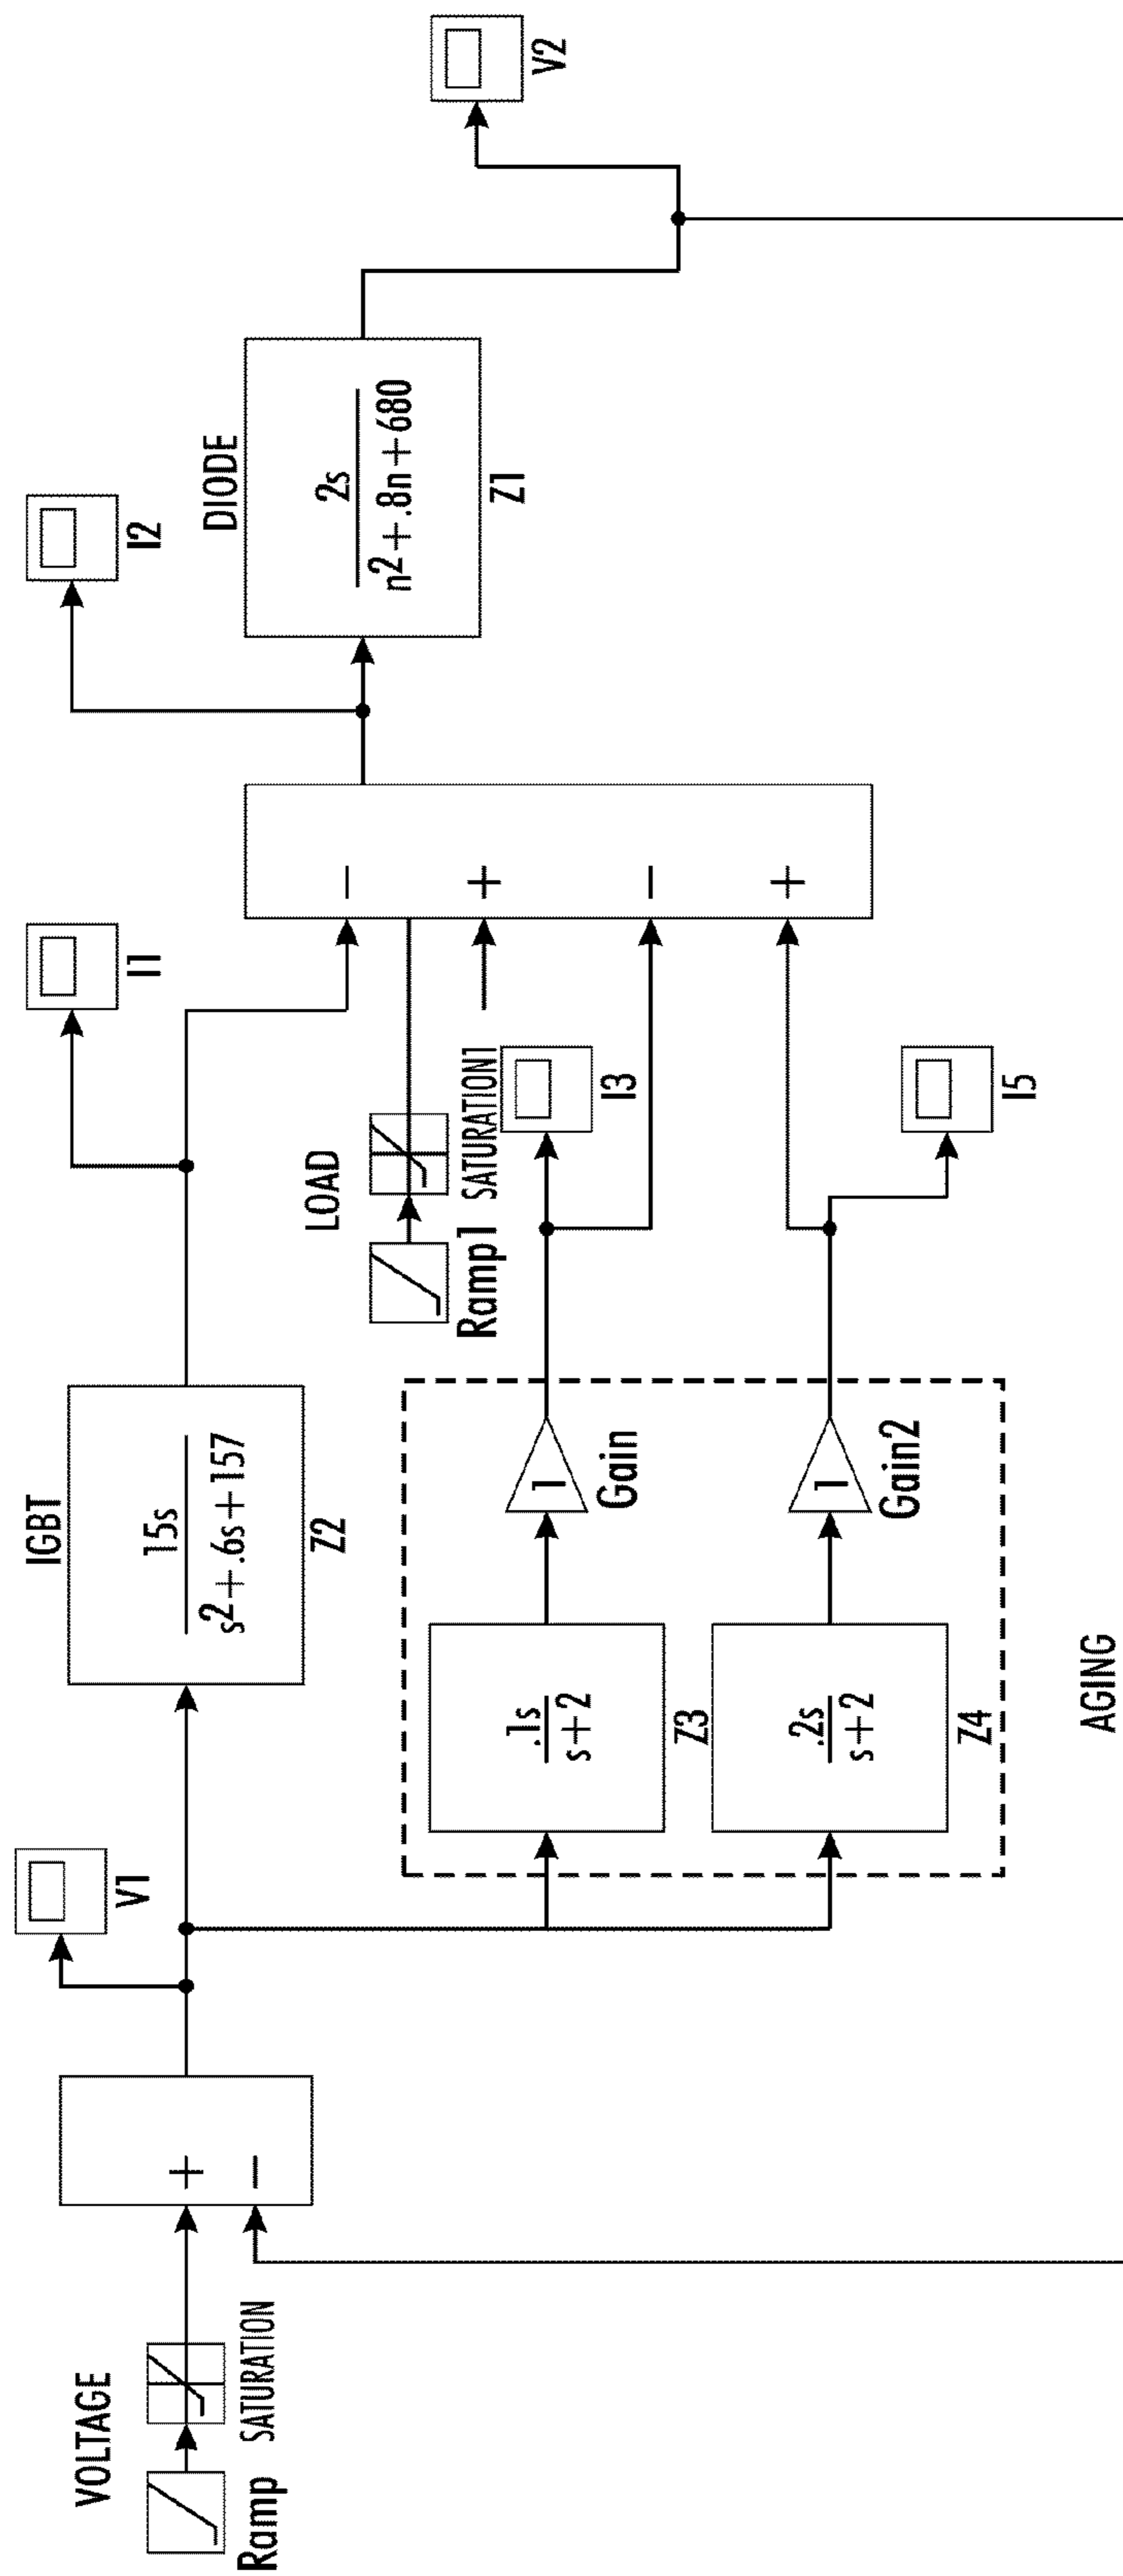 VOLTAGE
Ramp
SATURATION
+
−
V1
IGBT
15s
s2+.6s+157
Z2
I1
LOAD
Ramp1
SATURATION1
.1s
s+2
Z3
1
Gain
I3
.2s
s+2
Z4
1
Gain2
I5
AGING
−
+
−
+
I2
DIODE
2s
n2+.8n+680
Z1
V2